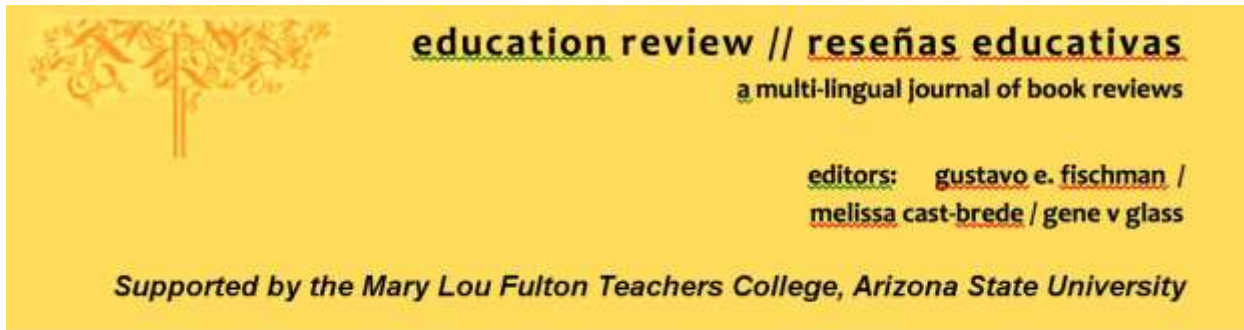 education review // reseñas educativas
a multi-lingual journal of book reviews
editors: gustavo e. fischman /
melissa cast-brede / gene v glass
Supported by the Mary Lou Fulton Teachers College, Arizona State University